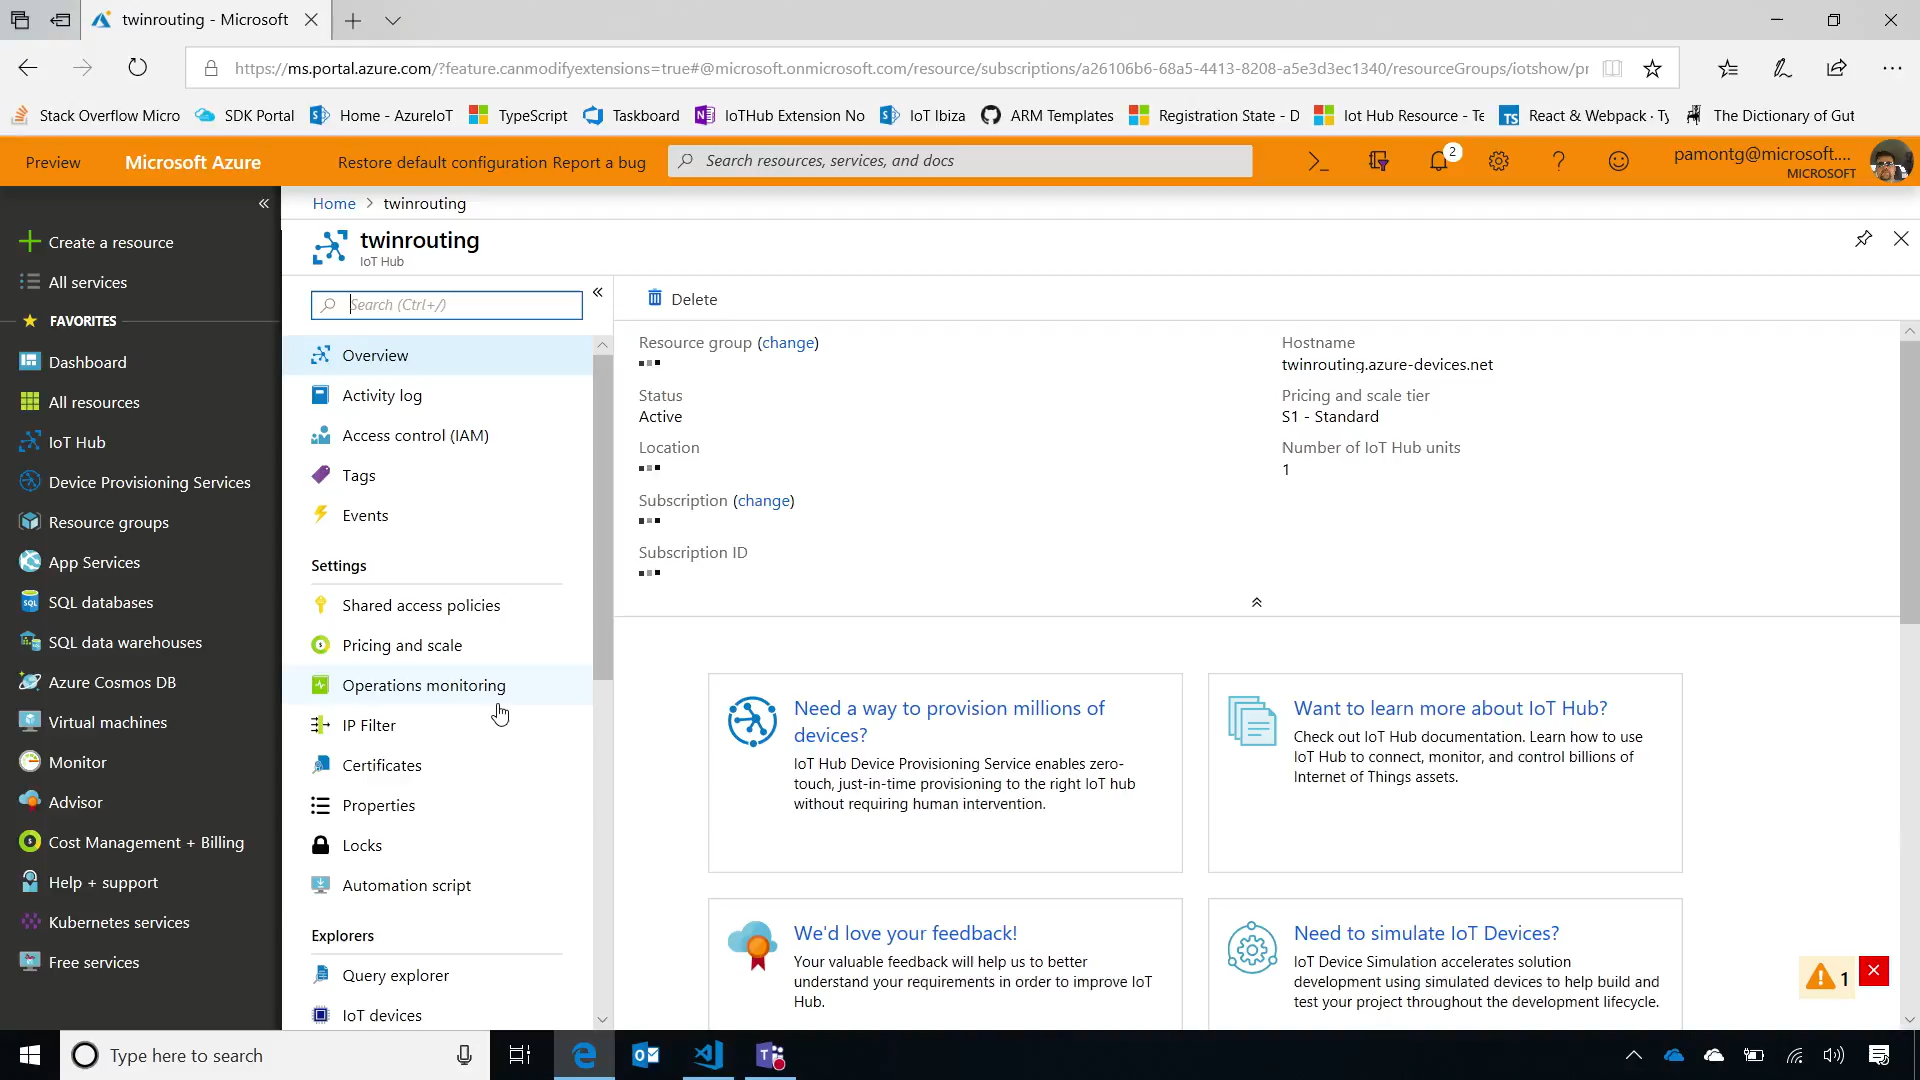 twinrouting - Microsoft
https://ms.portal.azure.com/?feature.canmodifyextensions=true#@microsoft.onmicrosoft.com/resource/subscriptions/a26106b6-68a5-4413-8208-a5e3d3ec1340/resourceGroups/iotshow/pr
Stack Overflow Micro SDK Portal Home - AzureIoT TypeScript Taskboard IoTHub Extension No IoT Ibiza ARM Templates Registration State - D Iot Hub Resource - Te React & Webpack · Ty The Dictionary of Gut
Preview Microsoft Azure Restore default configuration Report a bug Search resources, services, and docs 2 pamontg@microsoft....
MICROSOFT
Home > twinrouting
twinrouting
IoT Hub
Create a resource
All services
FAVORITES
Dashboard
All resources
IoT Hub
Device Provisioning Services
Resource groups
App Services
SQL databases
SQL data warehouses
Azure Cosmos DB
Virtual machines
Monitor
Advisor
Cost Management + Billing
Help + support
Kubernetes services
Free services
Search (Ctrl+/)
Overview
Activity log
Access control (IAM)
Tags
Events
Settings
Shared access policies
Pricing and scale
Operations monitoring
IP Filter
Certificates
Properties
Locks
Automation script
Explorers
Query explorer
IoT devices
Delete
Resource group (change)
Status
Active
Location
Subscription (change)
Subscription ID
Hostname
twinrouting.azure-devices.net
Pricing and scale tier
S1 - Standard
Number of IoT Hub units
1
Need a way to provision millions of
devices?
IoT Hub Device Provisioning Service enables zero-
touch, just-in-time provisioning to the right IoT hub
without requiring human intervention.
Want to learn more about IoT Hub?
Check out IoT Hub documentation. Learn how to use
IoT Hub to connect, monitor, and control billions of
Internet of Things assets.
We'd love your feedback!
Your valuable feedback will help us to better
understand your requirements in order to improve IoT
Hub.
Need to simulate IoT Devices?
IoT Device Simulation accelerates solution
development using simulated devices to help build and
test your project throughout the development lifecycle.
1
Type here to search